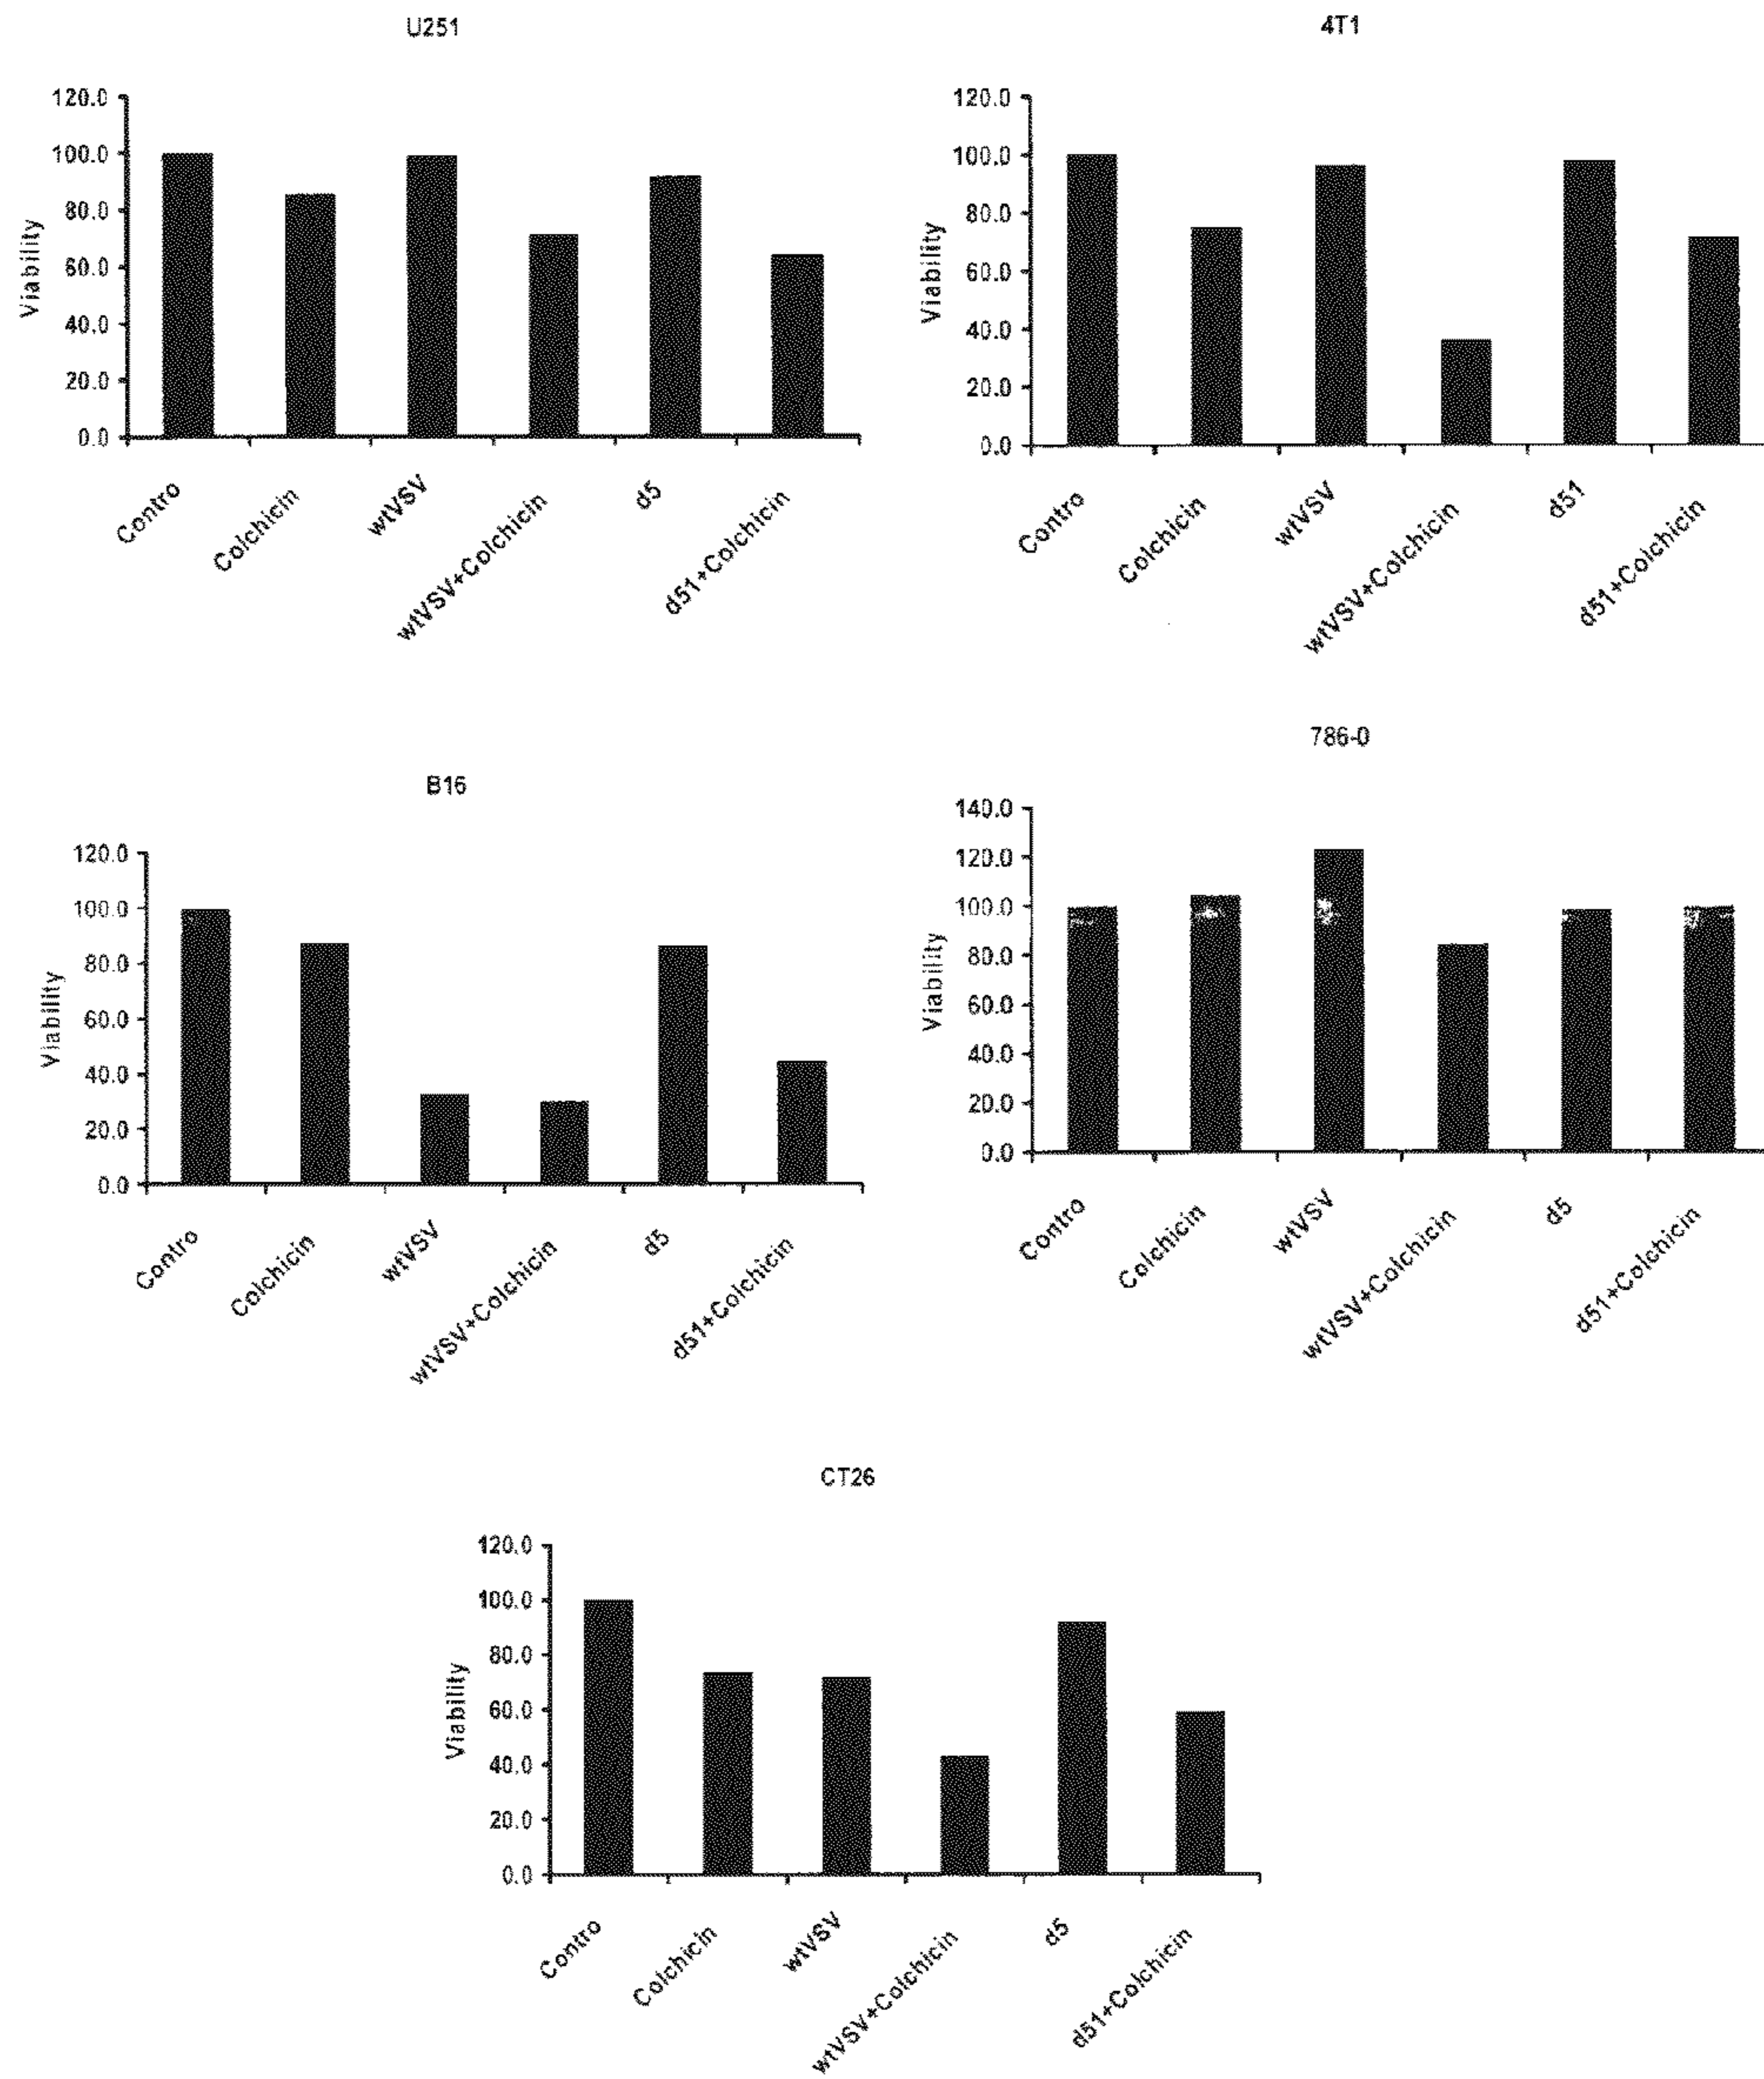 U251
120.0
100.0
80.0
60.0
40.0
20.0
0.0
Viability
Contro
Colchicin
wtVSV
wtVSV+Colchicin
d5
d51+Colchicin
4T1
120.0
100.0
80.0
60.0
40.0
20.0
0.0
Viability
Contro
Colchicin
wtVSV
wtVSV+Colchicin
d51
d51+Colchicin
B16
120.0
100.0
80.0
60.0
40.0
20.0
0.0
Viability
Contro
Colchicin
wtVSV
wtVSV+Colchicin
d5
d51+Colchicin
786-0
140.0
120.0
100.0
80.0
60.0
40.0
20.0
0.0
Viability
Contro
Colchicin
wtVSV
wtVSV+Colchicin
d5
d51+Colchicin
CT26
120.0
100.0
80.0
60.0
40.0
20.0
0.0
Viability
Contro
Colchicin
wtVSV
wtVSV+Colchicin
d5
d51+Colchicin